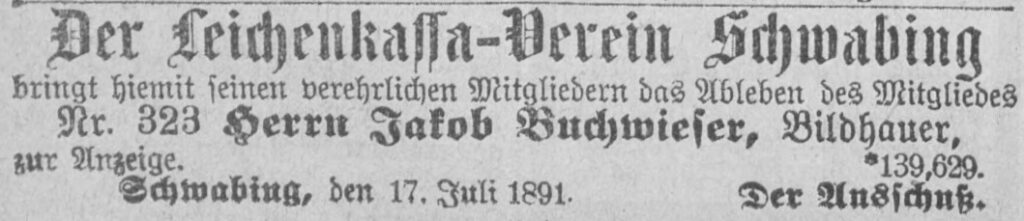 Der Leichenkassa-Verein Schwabing
bringt hiemit seinen verehrlichen Mitgliedern das Ableben des Mitgliedes
Nr. 323 Herrn Jakob Buchwieser, Bildhauer,
zur Anzeige. *139,629.
Schwabing, den 17. Juli 1891. Der Ausschuß.